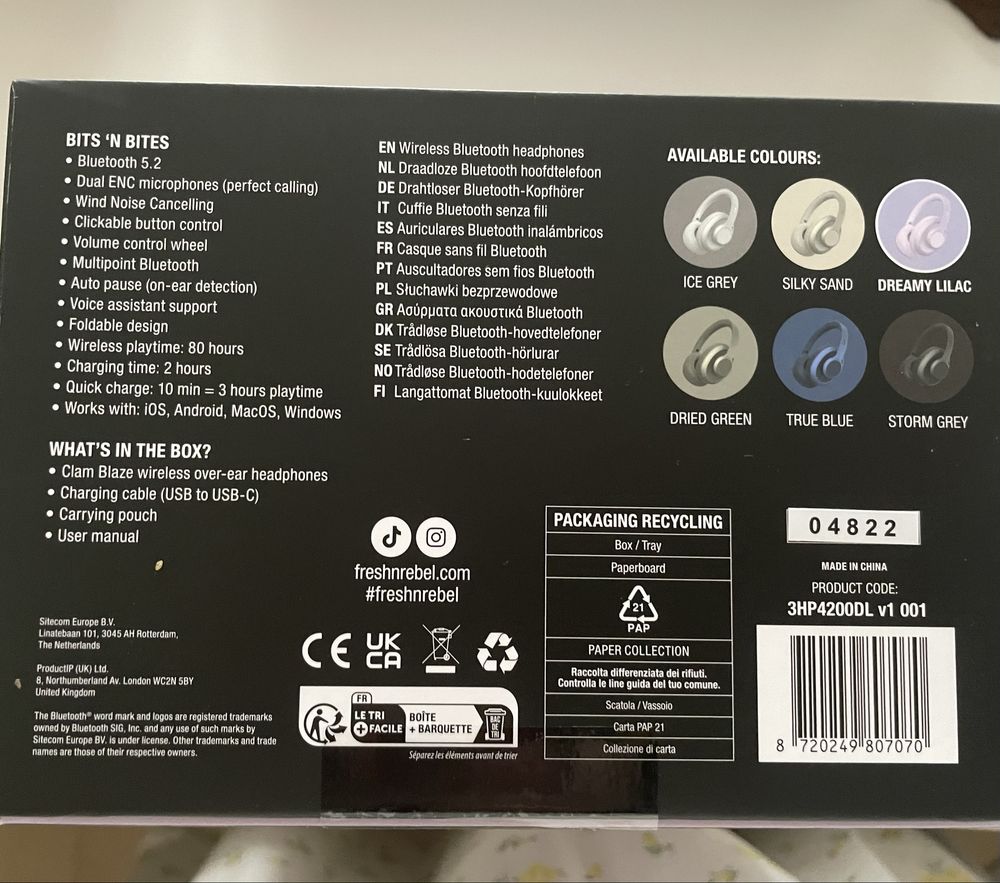 BITS 'N BITES
• Bluetooth 5.2
• Dual ENC microphones (perfect calling)
• Wind Noise Cancelling
• Clickable button control
• Volume control wheel
• Multipoint Bluetooth
• Auto pause (on-ear detection)
• Voice assistant support
• Foldable design
• Wireless playtime: 80 hours
• Charging time: 2 hours
• Quick charge: 10 min = 3 hours playtime
• Works with: iOS, Android, MacOS, Windows
WHAT'S IN THE BOX?
• Clam Blaze wireless over-ear headphones
• Charging cable (USB to USB-C)
• Carrying pouch
• User manual
Sitecom Europe B.V.
Linatebaan 101, 3045 AH Rotterdam,
The Netherlands
ProductIP (UK) Ltd.
8, Northumberland Av. London WC2N 5BY
United Kingdom
The Bluetooth® word mark and logos are registered trademarks
owned by Bluetooth SIG, Inc. and any use of such marks by
Sitecom Europe BV. is under license. Other trademarks and trade
names are those of their respective owners.
EN Wireless Bluetooth headphones
NL Draadloze Bluetooth hoofdtelefoon
DE Drahtloser Bluetooth-Kopfhörer
IT Cuffie Bluetooth senza fili
ES Auriculares Bluetooth inalámbricos
FR Casque sans fil Bluetooth
PT Auscultadores sem fios Bluetooth
PL Słuchawki bezprzewodowe
GR Ασύρματα ακουστικά Bluetooth
DK Trådløse Bluetooth-hovedtelefoner
SE Trådlösa Bluetooth-hörlurar
NO Trådløse Bluetooth-hodetelefoner
FI Langattomat Bluetooth-kuulokkeet
freshnrebel.com
#freshnrebel
CE
UK
CA
FR
LE TRI
+ FACILE
BOÎTE
+ BARQUETTE
BAC
DE
TRI
Séparez les éléments avant de trier
AVAILABLE COLOURS:
ICE GREY
SILKY SAND
DREAMY LILAC
DRIED GREEN
TRUE BLUE
STORM GREY
PACKAGING RECYCLING
Box / Tray
Paperboard
21
PAP
PAPER COLLECTION
Raccolta differenziata dei rifiuti.
Controlla le line guida del tuo comune.
Scatola / Vassoio
Carta PAP 21
Collezione di carta
04822
MADE IN CHINA
PRODUCT CODE:
3HP4200DL v1 001
8 720249 807070